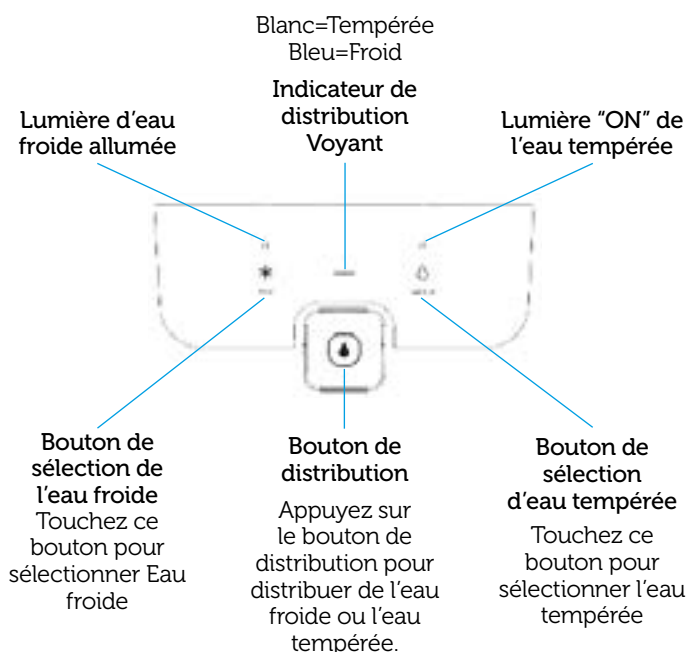 Blanc=Tempérée
Bleu=Froid
Indicateur de
distribution
Voyant
Lumière d’eau
froide allumée
Lumière “ON” de
l’eau tempérée
Bouton de
sélection de
l’eau froide
Touchez ce
bouton pour
sélectionner Eau
froide
Bouton de
distribution
Appuyez sur
le bouton de
distribution pour
distribuer de l’eau
froide ou l’eau
tempérée.
Bouton de
sélection
d’eau tempérée
Touchez ce
bouton pour
sélectionner l’eau
tempérée